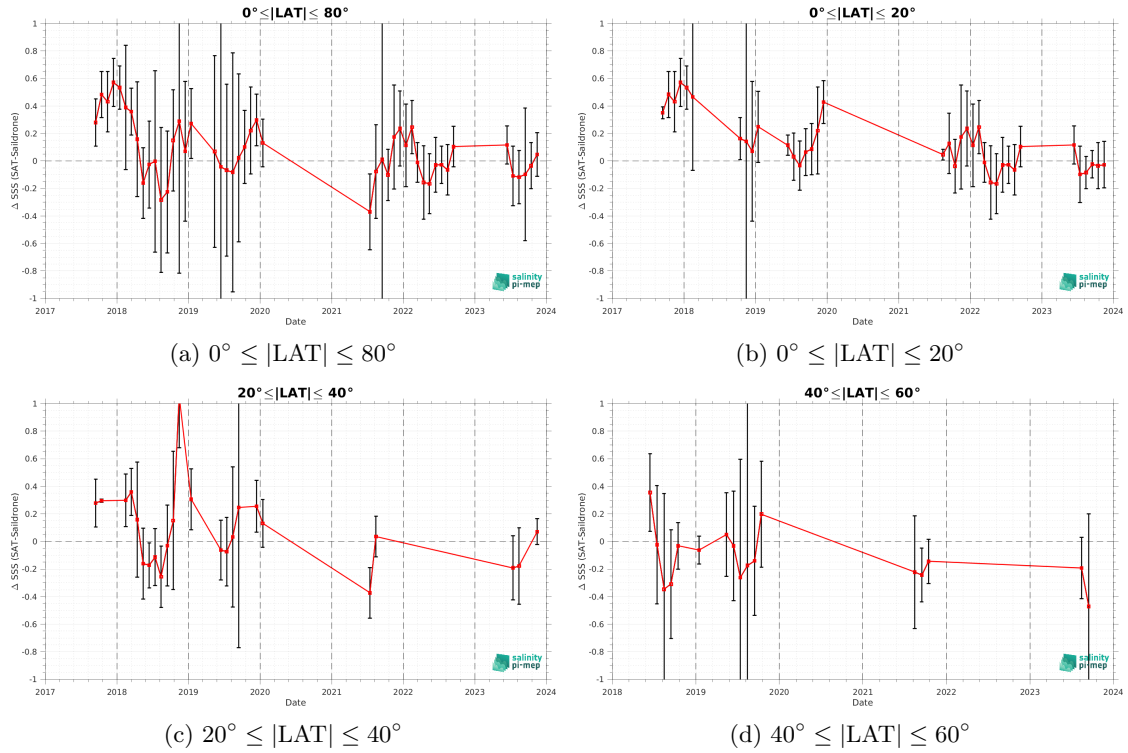 0°≤|LAT|≤ 80°
Δ SSS (SAT-Saildrone)
1
0.8
0.6
0.4
0.2
0
-0.2
-0.4
-0.6
-0.8
-1
salinity
pi-mep
2017 2018 2019 2020 2021 2022 2023 2024
Date
(a) 0° ≤ |LAT| ≤ 80°
0°≤|LAT|≤ 20°
Δ SSS (SAT-Saildrone)
1
0.8
0.6
0.4
0.2
0
-0.2
-0.4
-0.6
-0.8
-1
salinity
pi-mep
2017 2018 2019 2020 2021 2022 2023 2024
Date
(b) 0° ≤ |LAT| ≤ 20°
20°≤|LAT|≤ 40°
Δ SSS (SAT-Saildrone)
1
0.8
0.6
0.4
0.2
0
-0.2
-0.4
-0.6
-0.8
-1
salinity
pi-mep
2017 2018 2019 2020 2021 2022 2023 2024
Date
(c) 20° ≤ |LAT| ≤ 40°
40°≤|LAT|≤ 60°
Δ SSS (SAT-Saildrone)
1
0.8
0.6
0.4
0.2
0
-0.2
-0.4
-0.6
-0.8
-1
salinity
pi-mep
2018 2019 2020 2021 2022 2023 2024
Date
(d) 40° ≤ |LAT| ≤ 60°